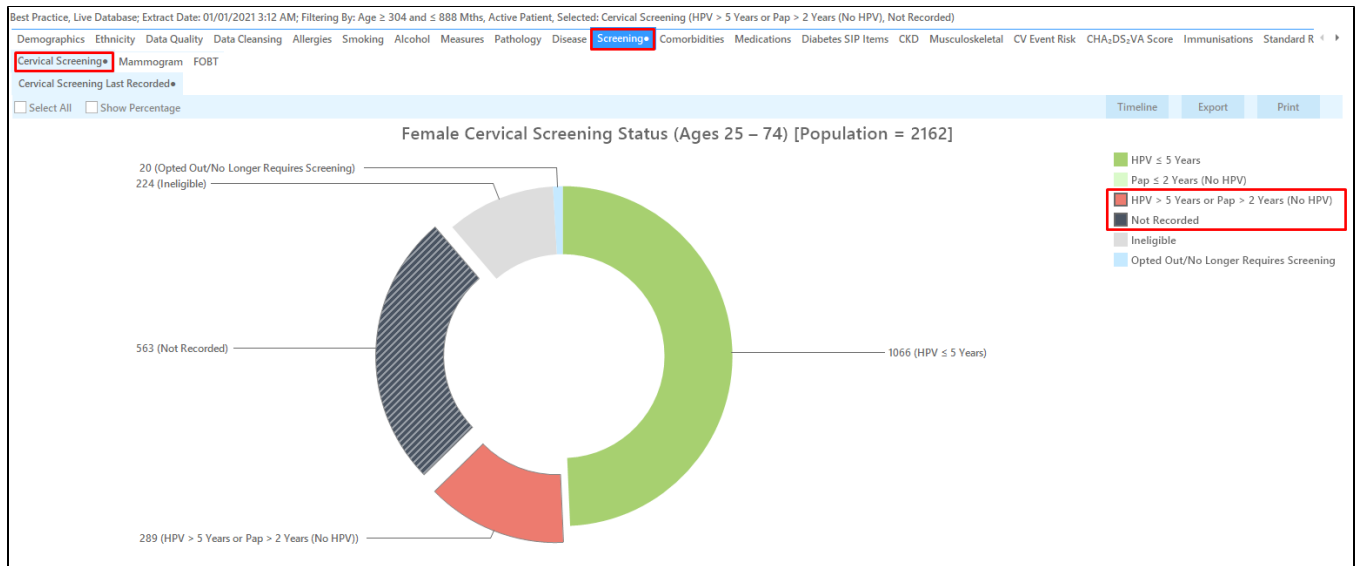 Best Practice, Live Database; Extract Date: 01/01/2021 3:12 AM; Filtering By: Age ≥ 304 and ≤ 888 Mths, Active Patient, Selected: Cervical Screening (HPV > 5 Years or Pap > 2 Years (No HPV), Not Recorded)
Demographics Ethnicity Data Quality Data Cleansing Allergies Smoking Alcohol Measures Pathology Disease Screening• Comorbidities Medications Diabetes SIP Items CKD Musculoskeletal CV Event Risk CHA₂DS₂VA Score Immunisations Standard R
Cervical Screening• Mammogram FOBT
Cervical Screening Last Recorded•
Select All Show Percentage Timeline Export Print
Female Cervical Screening Status (Ages 25 – 74) [Population = 2162]
20 (Opted Out/No Longer Requires Screening)
224 (Ineligible)
563 (Not Recorded)
289 (HPV > 5 Years or Pap > 2 Years (No HPV))
1066 (HPV ≤ 5 Years)
HPV ≤ 5 Years
Pap ≤ 2 Years (No HPV)
HPV > 5 Years or Pap > 2 Years (No HPV)
Not Recorded
Ineligible
Opted Out/No Longer Requires Screening